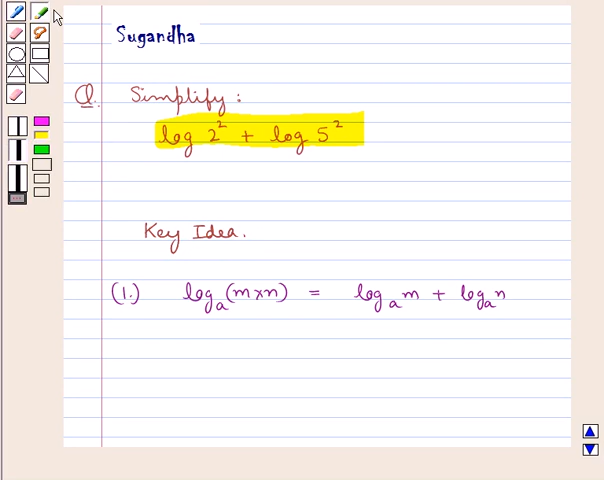 Sugandha
Q. Simplify :
log 2² + log 5²
Key Idea.
(1.) logₐ(m×n) = logₐm + logₐn